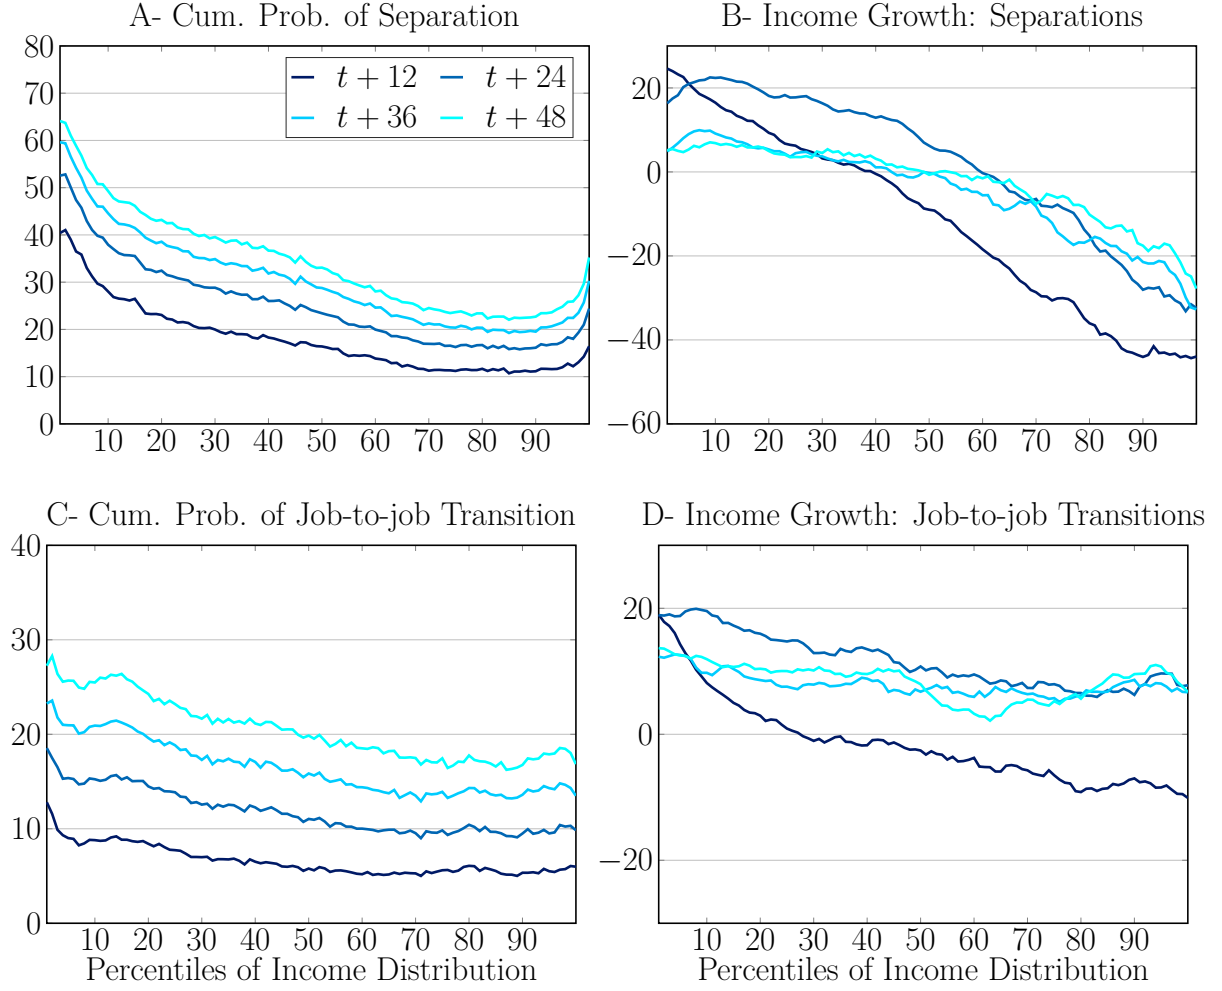 A- Cum. Prob. of Separation
80
70
60
50
40
30
20
10
0
t + 12
t + 24
t + 36
t + 48
10 20 30 40 50 60 70 80 90
B- Income Growth: Separations
20
0
−20
−40
−60
10 20 30 40 50 60 70 80 90
C- Cum. Prob. of Job-to-job Transition
40
30
20
10
0
10 20 30 40 50 60 70 80 90
Percentiles of Income Distribution
D- Income Growth: Job-to-job Transitions
20
0
−20
10 20 30 40 50 60 70 80 90
Percentiles of Income Distribution